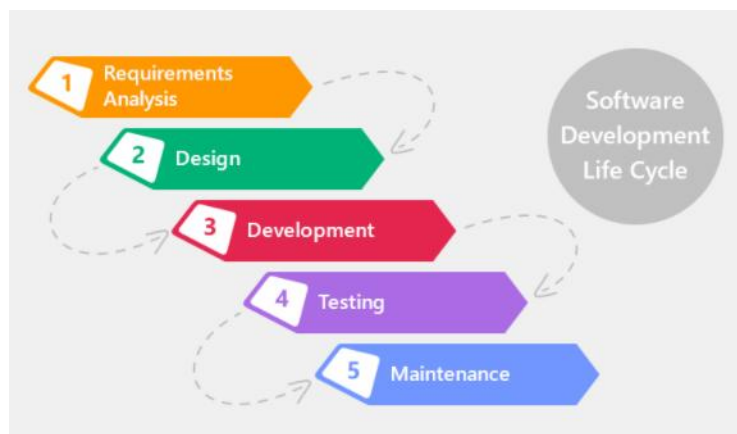 1 Requirements
Analysis
2 Design
3 Development
4 Testing
5 Maintenance
Software
Development
Life Cycle